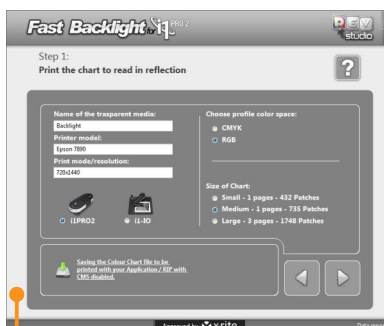 Fast Backlight for i1 PRO 2
REV
studio
Step 1:
Print the chart to read in reflection
?
Name of the trasparent media:
Backlight
Printer model:
Epson 7890
Print mode/resolution:
720x1440
i1PRO2
i1-IO
Choose profile color space:
CMYK
RGB
Size of Chart:
Small - 1 pages - 432 Patches
Medium - 1 pages - 735 Patches
Large - 3 pages - 1748 Patches
Saving the Colour Chart file to be
printed with your Application / RIP with
CMS disabled.
x-rite